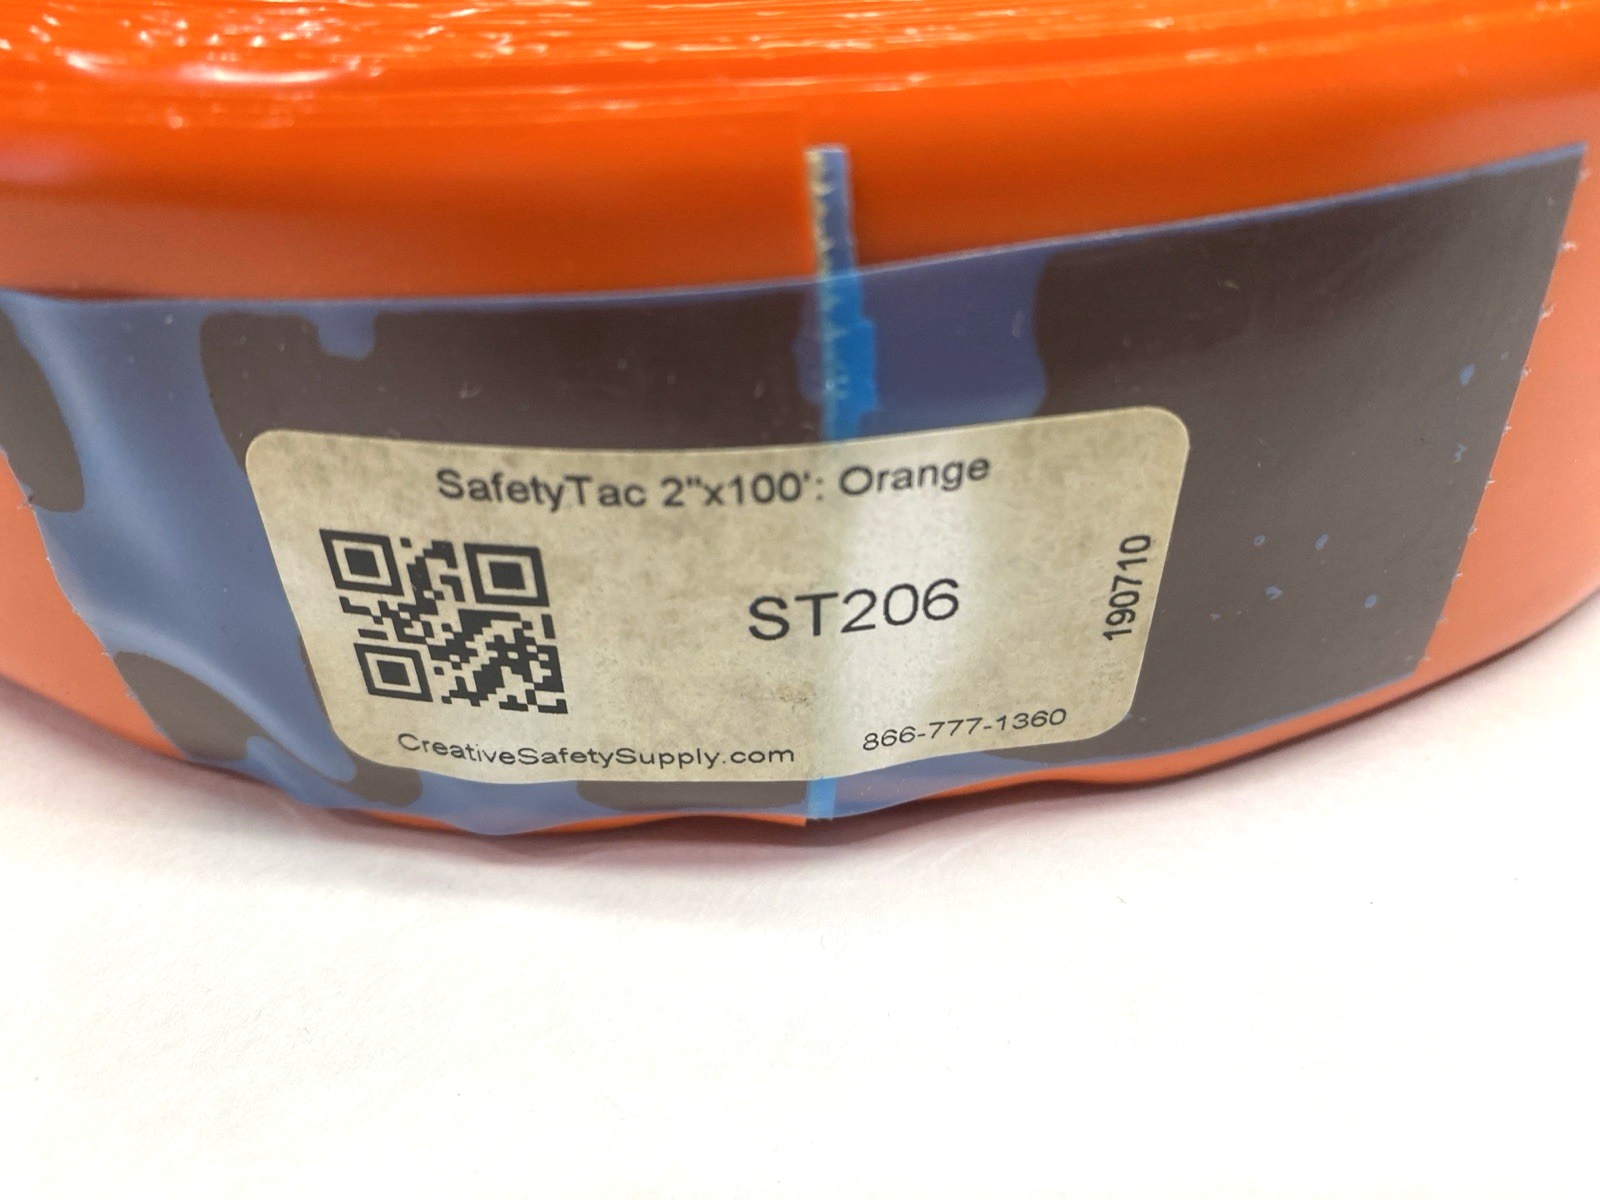 SafetyTac 2"x100': Orange
ST206
190710
CreativeSafetySupply.com
866-777-1360